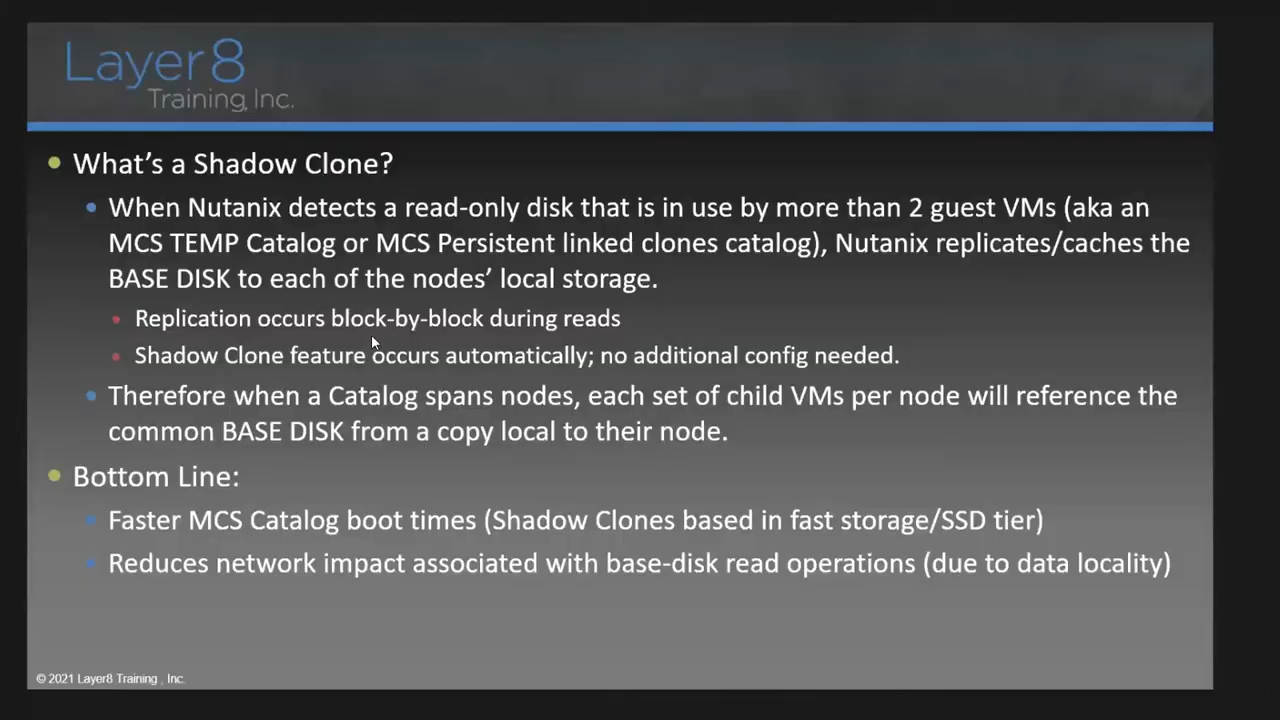 Layer8
Training, Inc.
What's a Shadow Clone?
When Nutanix detects a read-only disk that is in use by more than 2 guest VMs (aka an
MCS TEMP Catalog or MCS Persistent linked clones catalog), Nutanix replicates/caches the
BASE DISK to each of the nodes' local storage.
Replication occurs block-by-block during reads
Shadow Clone feature occurs automatically; no additional config needed.
Therefore when a Catalog spans nodes, each set of child VMs per node will reference the
common BASE DISK from a copy local to their node.
Bottom Line:
Faster MCS Catalog boot times (Shadow Clones based in fast storage/SSD tier)
Reduces network impact associated with base-disk read operations (due to data locality)
© 2021 Layer8 Training , Inc.